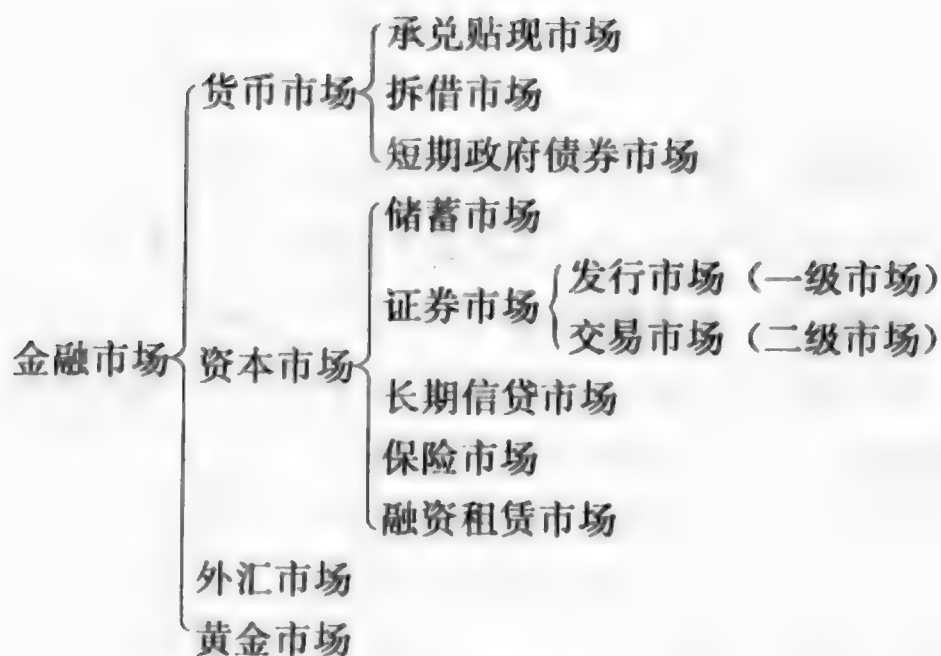 金融市场
货币市场
承兑贴现市场
拆借市场
短期政府债券市场
资本市场
储蓄市场
证券市场
发行市场（一级市场）
交易市场（二级市场）
长期信贷市场
保险市场
融资租赁市场
外汇市场
黄金市场